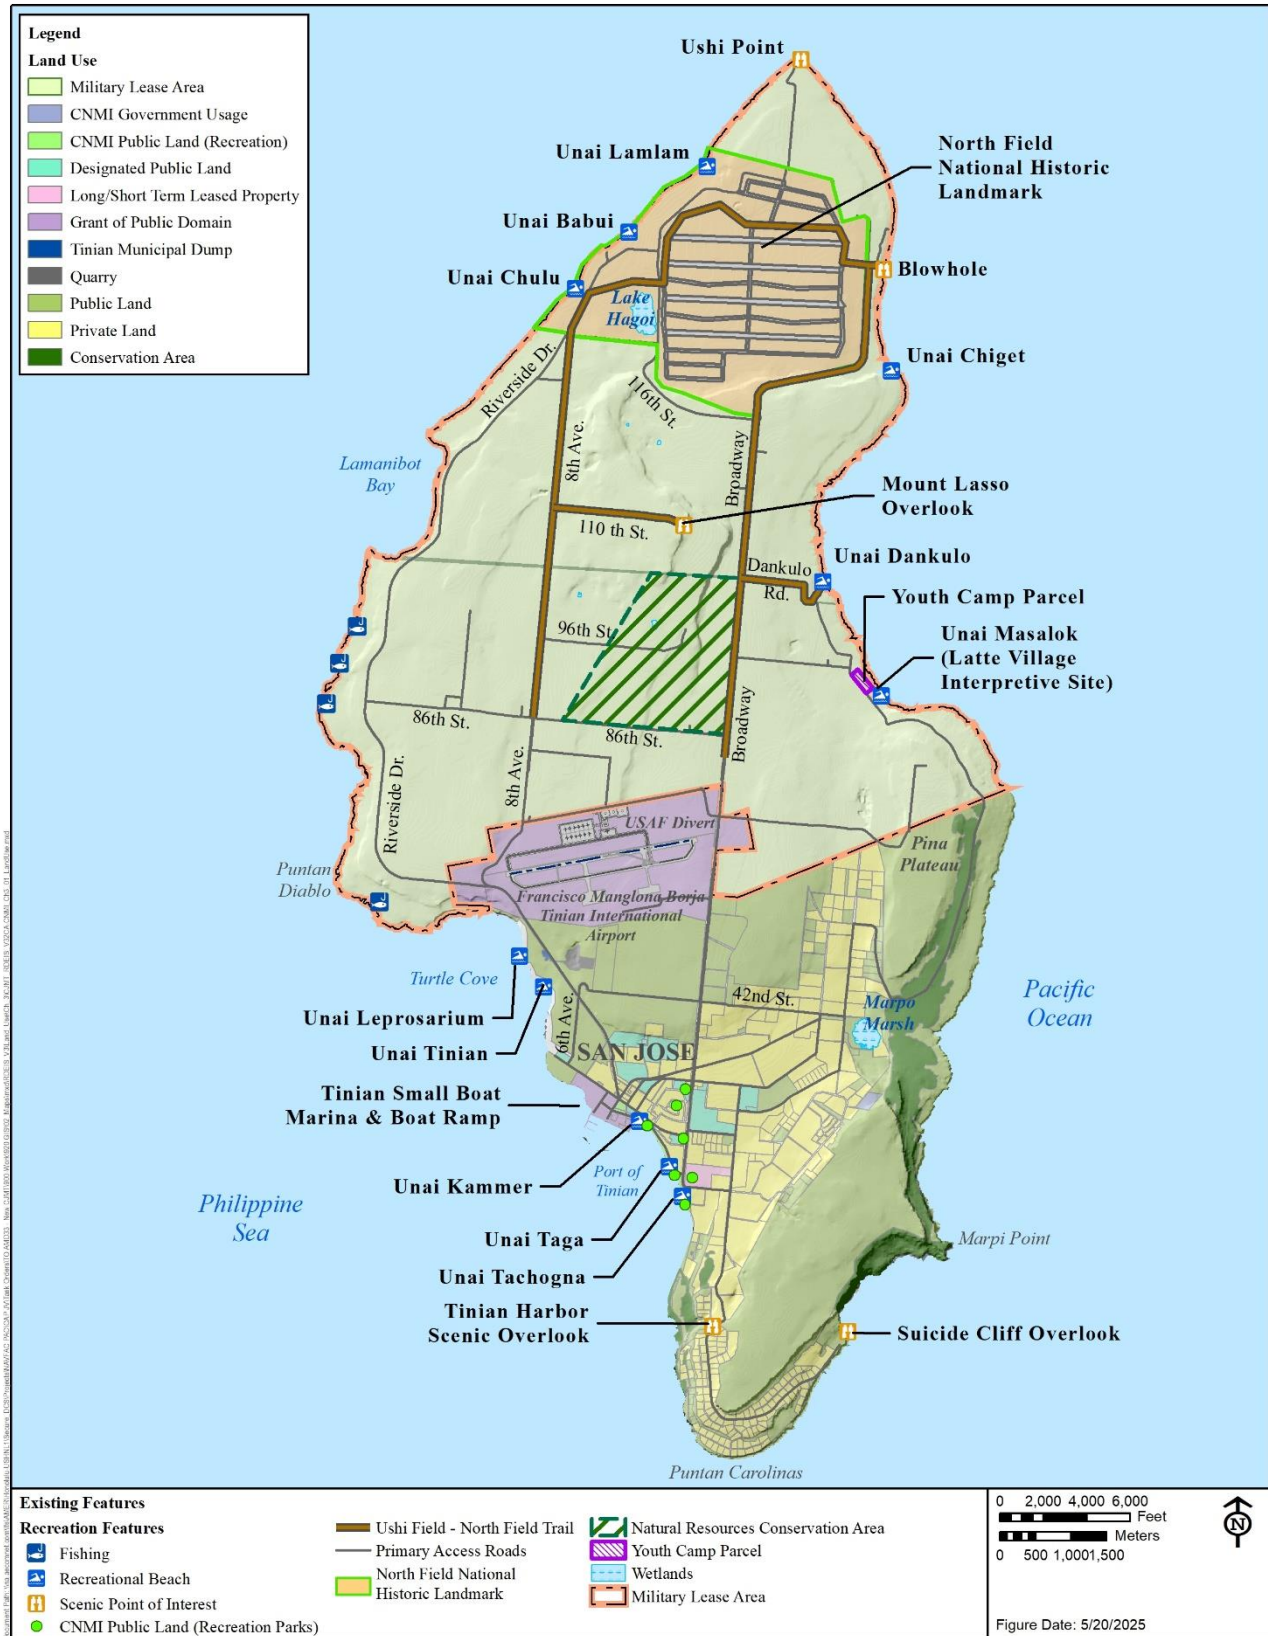 Legend
Land Use
Military Lease Area
CNMI Government Usage
CNMI Public Land (Recreation)
Designated Public Land
Long/Short Term Leased Property
Grant of Public Domain
Tinian Municipal Dump
Quarry
Public Land
Private Land
Conservation Area
Ushi Point
Unai Lamlam
North Field
National Historic
Landmark
Unai Babui
Unai Chulu
Blowhole
Lake
Hagoi
Unai Chiget
Riverside Dr.
116th St.
8th Ave.
Broadway
Lamanibot
Bay
Mount Lasso
Overlook
110 th St.
Unai Dankulo
Dankulo
Rd.
Youth Camp Parcel
96th St.
Unai Masalok
(Latte Village
Interpretive Site)
86th St.
86th St.
Broadway
8th Ave.
Riverside Dr.
USAF Divert
Pina
Plateau
Puntan
Diablo
Francisco Manglona Borja
Tinian International
Airport
Turtle Cove
42nd St.
Marpo
Marsh
Pacific
Ocean
Unai Leprosarium
6th Ave.
Unai Tinian
SAN JOSE
Tinian Small Boat
Marina & Boat Ramp
Unai Kammer
Port of
Tinian
Philippine
Sea
Unai Taga
Marpi Point
Unai Tachogna
Tinian Harbor
Scenic Overlook
Suicide Cliff Overlook
Puntan Carolinas
Existing Features
Recreation Features
Fishing
Recreational Beach
Scenic Point of Interest
CNMI Public Land (Recreation Parks)
Ushi Field - North Field Trail
Primary Access Roads
North Field National
Historic Landmark
Natural Resources Conservation Area
Youth Camp Parcel
Wetlands
Military Lease Area
0 2,000 4,000 6,000
Feet
Meters
0 500 1,000 1,500
N
Figure Date: 5/20/2025